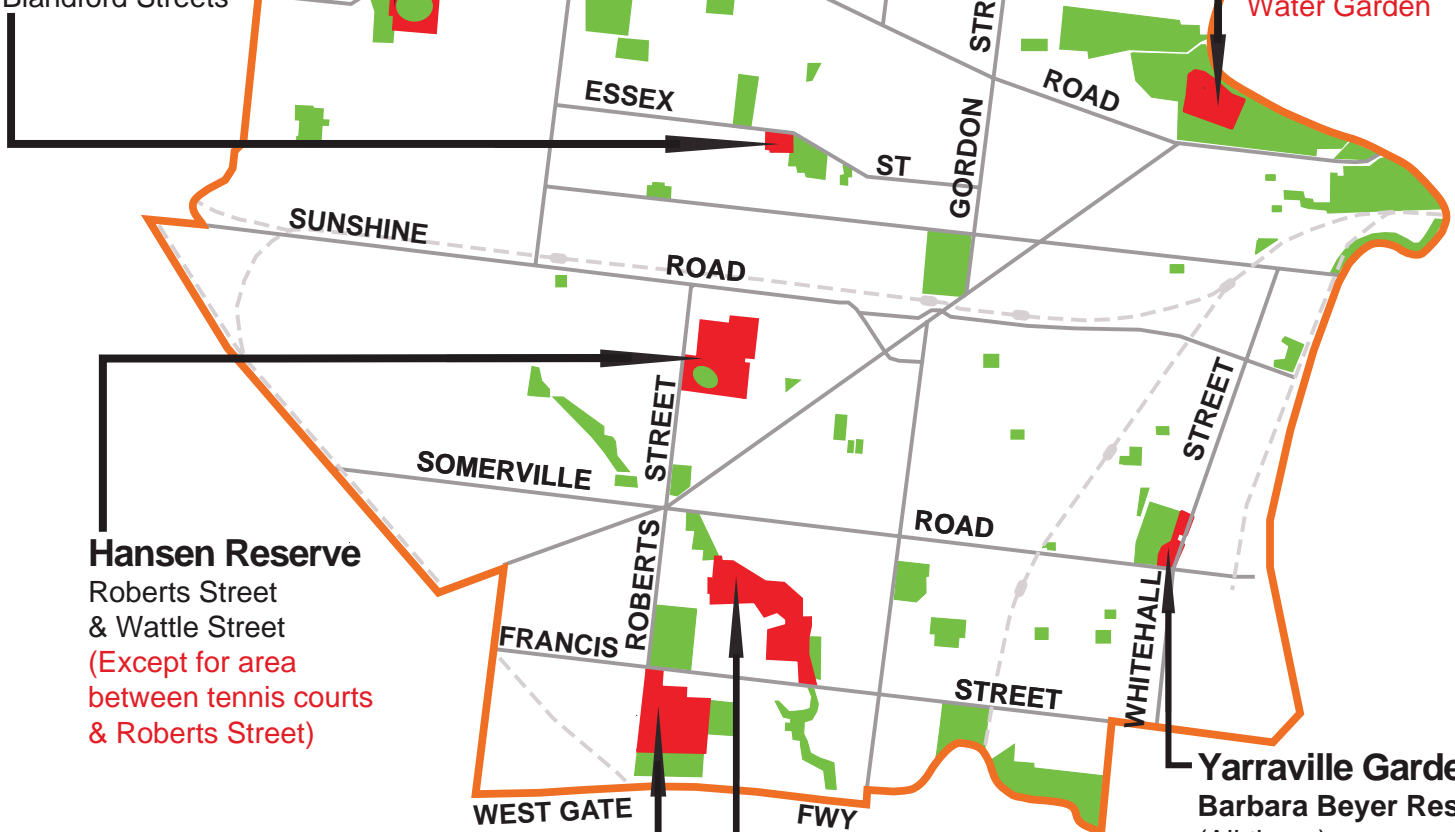 Blandford Streets
Water Garden
STR
ROAD
ESSEX
ST
GORDON
SUNSHINE
ROAD
STREET
STREET
SOMERVILLE
ROAD
Hansen Reserve
Roberts Street
& Wattle Street
(Except for area
between tennis courts
& Roberts Street)
ROBERTS
FRANCIS
STREET
WHITEHALL
WEST GATE
FWY
Yarraville Garde
Barbara Beyer Res